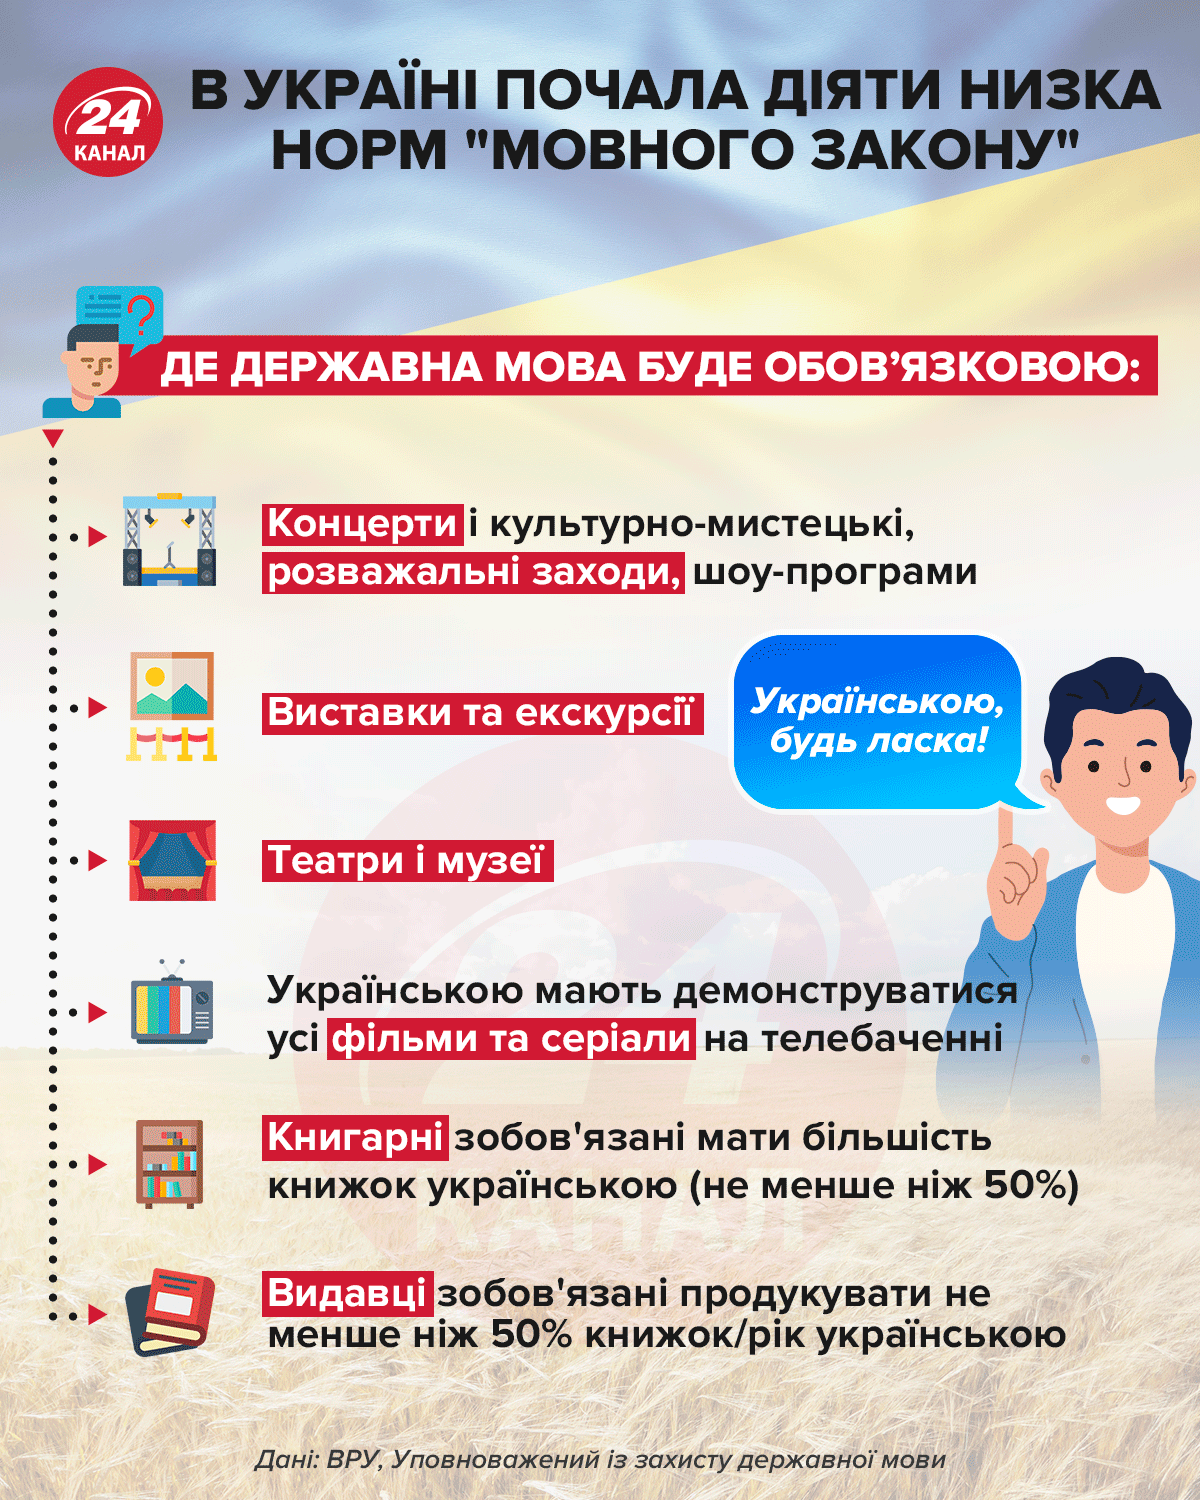 24
КАНАЛ
В УКРАЇНІ ПОЧАЛА ДІЯТИ НИЗКА
НОРМ "МОВНОГО ЗАКОНУ"
?
ДЕ ДЕРЖАВНА МОВА БУДЕ ОБОВ’ЯЗКОВОЮ:
Концерти і культурно-мистецькі,
розважальні заходи, шоу-програми
Виставки та екскурсії
Українською,
будь ласка!
Театри і музеї
Українською мають демонструватися
усі фільми та серіали на телебаченні
Книгарні зобов'язані мати більшість
книжок українською (не менше ніж 50%)
Видавці зобов'язані продукувати не
менше ніж 50% книжок/рік українською
24
КАНАЛ
Дані: ВРУ, Уповноважений із захисту державної мови